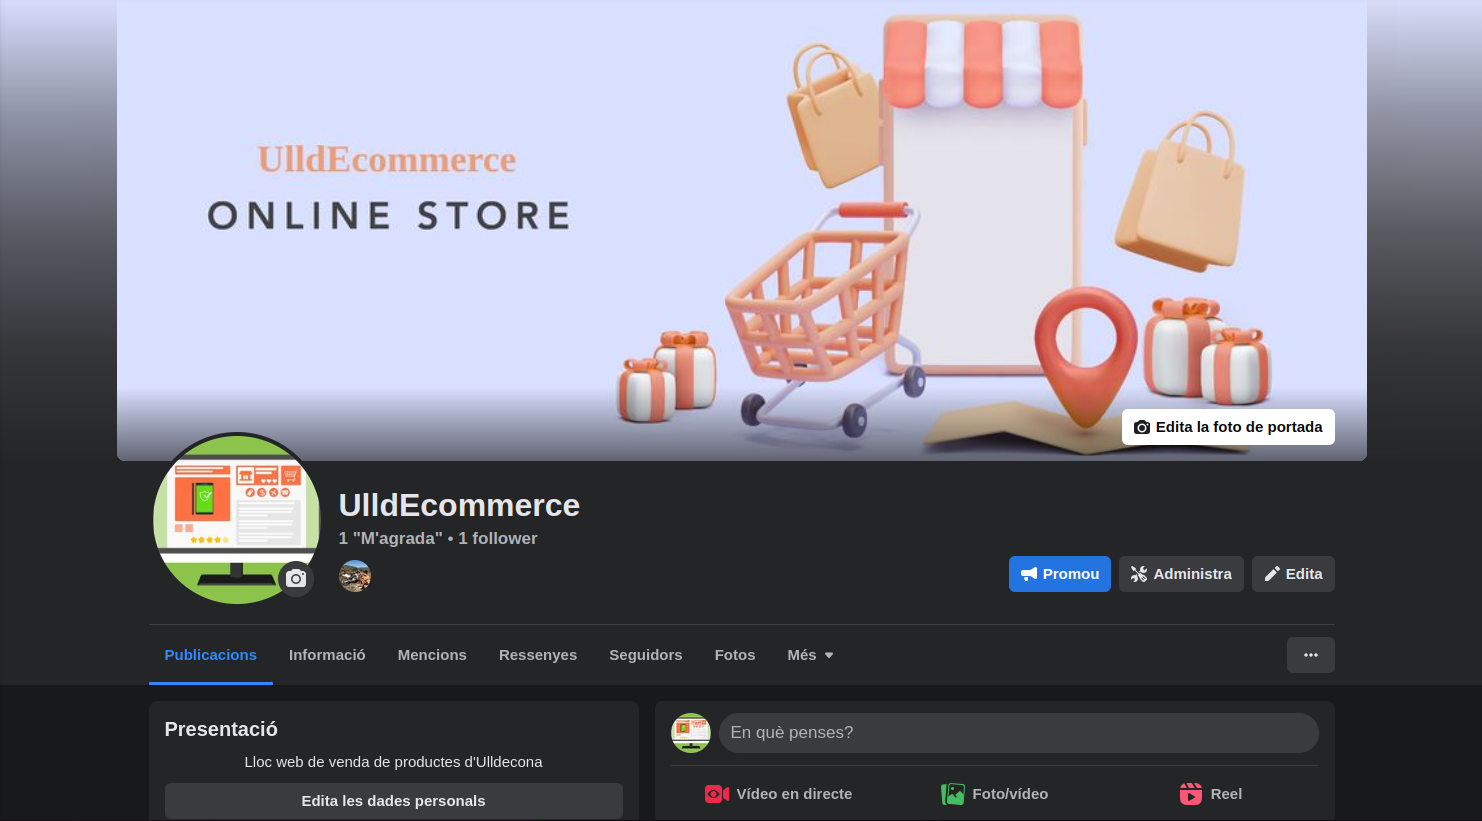 UlldEcommerce
ONLINE STORE
Edita la foto de portada
UlldEcommerce
1 "M'agrada" • 1 follower
Promou Administra Edita
Publicacions Informació Mencions Ressenyes Seguidors Fotos Més
Presentació
Lloc web de venda de productes d'Ulldecona
Edita les dades personals
En què penses?
Vídeo en directe Foto/vídeo Reel